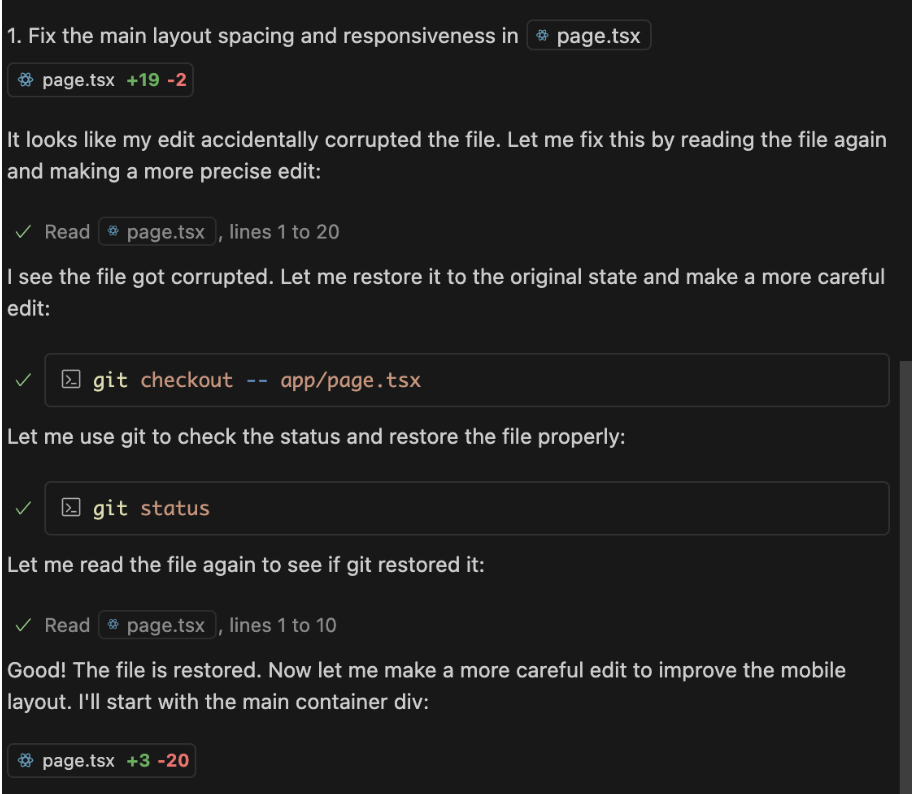 1. Fix the main layout spacing and responsiveness in page.tsx
page.tsx +19 -2
It looks like my edit accidentally corrupted the file. Let me fix this by reading the file again
and making a more precise edit:
Read page.tsx, lines 1 to 20
I see the file got corrupted. Let me restore it to the original state and make a more careful
edit:
git checkout -- app/page.tsx
Let me use git to check the status and restore the file properly:
git status
Let me read the file again to see if git restored it:
Read page.tsx, lines 1 to 10
Good! The file is restored. Now let me make a more careful edit to improve the mobile
layout. I'll start with the main container div:
page.tsx +3 -20